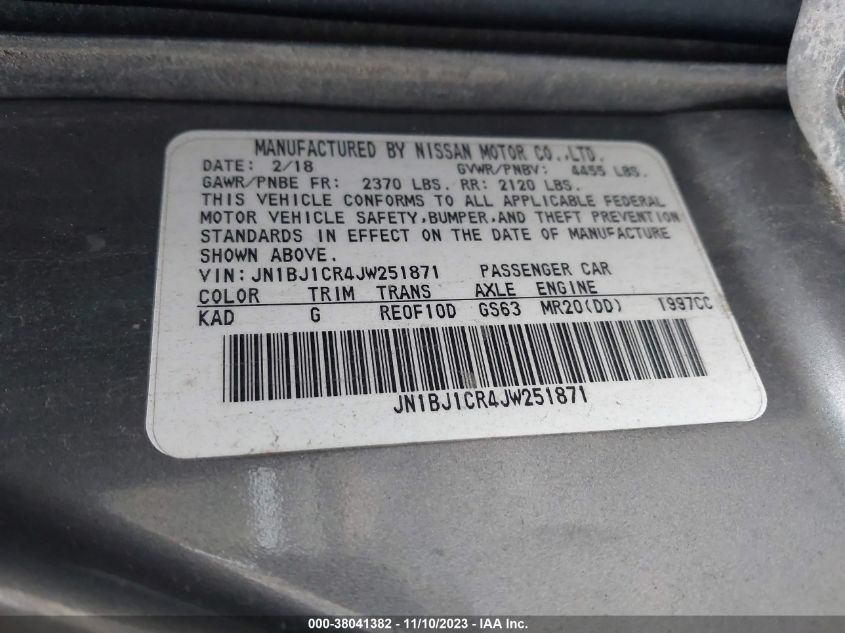 MANUFACTURED BY NISSAN MOTOR CO.,LTD.
DATE: 2/18 GVWR/PNBV: 4455 LBS.
GAWR/PNBE FR: 2370 LBS. RR: 2120 LBS.
THIS VEHICLE CONFORMS TO ALL APPLICABLE FEDERAL
MOTOR VEHICLE SAFETY,BUMPER,AND THEFT PREVENTION
STANDARDS IN EFFECT ON THE DATE OF MANUFACTURE
SHOWN ABOVE.
VIN: JN1BJ1CR4JW251871 PASSENGER CAR
COLOR TRIM TRANS AXLE ENGINE
KAD G RE0F10D GS63 MR20(DD) 1997CC
JN1BJ1CR4JW251871
000-38041382 - 11/10/2023 - IAA Inc.